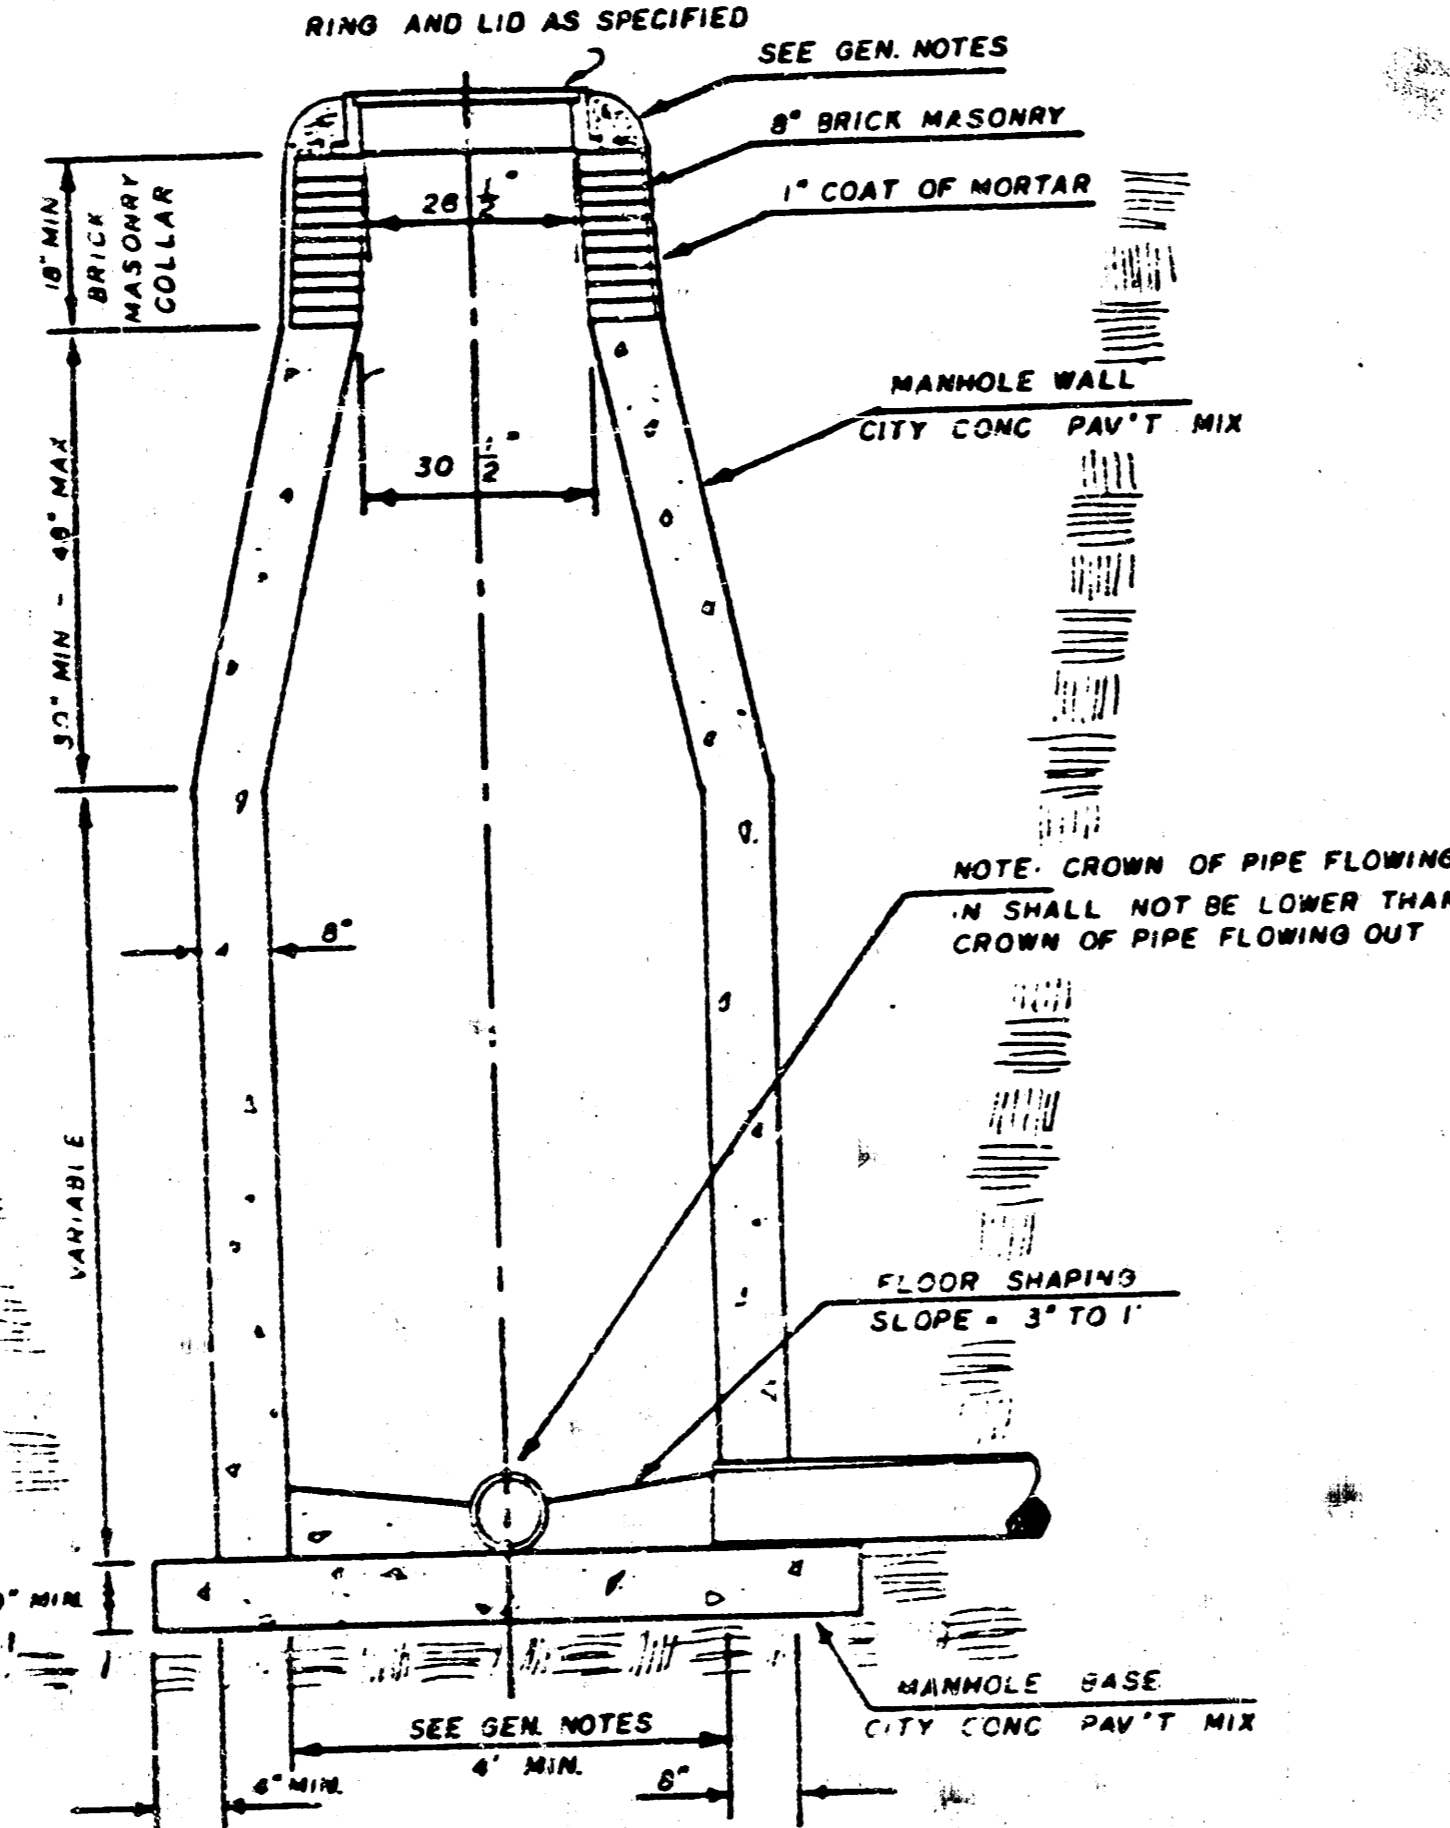 RING AND LID AS SPECIFIED
SEE GEN. NOTES
8" BRICK MASONRY
1" COAT OF MORTAR
18" MIN
BRICK
MASONRY
COLLAR
1/2"
MANHOLE WALL
CITY CONC PAV'T MIX
30 1/2"
MIN - 48" MAX
NOTE. CROWN OF PIPE FLOWING
IN SHALL NOT BE LOWER THAN
CROWN OF PIPE FLOWING OUT
8"
VARIABLE
FLOOR SHAPING
SLOPE = 3" TO 1'
MIN.
MANHOLE BASE
CITY CONC PAV'T MIX
SEE GEN. NOTES
4' MIN.
MIN.